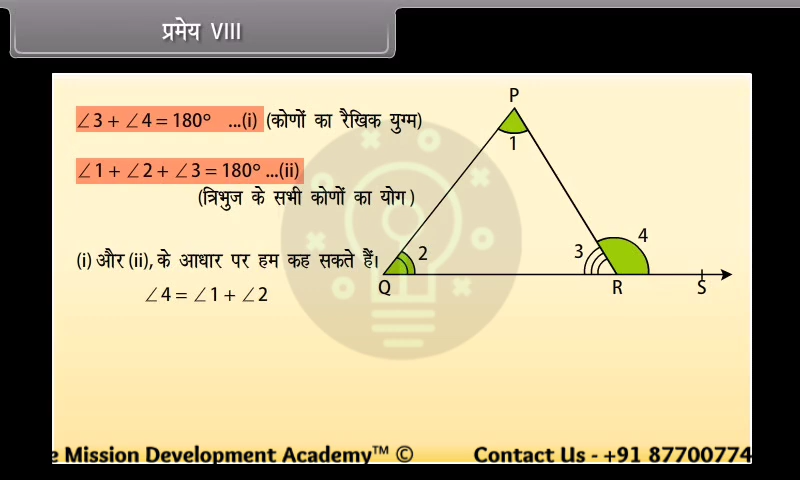 प्रमेय VIII
∠3 + ∠4 = 180° ...(i) (कोणों का रैखिक युग्म)
∠1 + ∠2 + ∠3 = 180° ...(ii)
(त्रिभुज के सभी कोणों का योग)
(i) और (ii), के आधार पर हम कह सकते हैं।
∠4 = ∠1 + ∠2
P
1
2
3
4
Q
R
S
e Mission Development Academy™ © Contact Us - +91 87700774